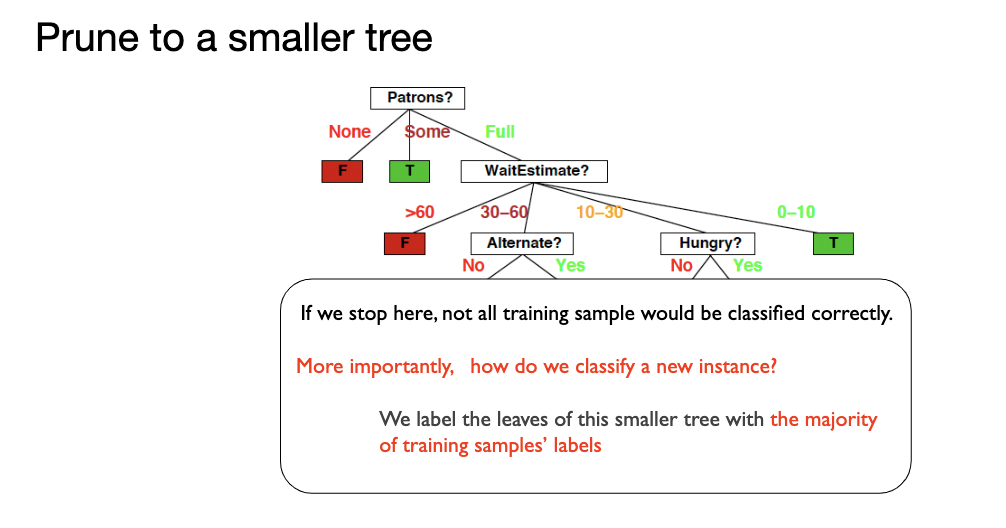 Prune to a smaller tree
Patrons?
None Some Full
F T WaitEstimate?
>60 30–60 10–30 0–10
F Alternate? Hungry? T
No Yes No Yes
If we stop here, not all training sample would be classified correctly.
More importantly, how do we classify a new instance?
We label the leaves of this smaller tree with the majority
of training samples’ labels